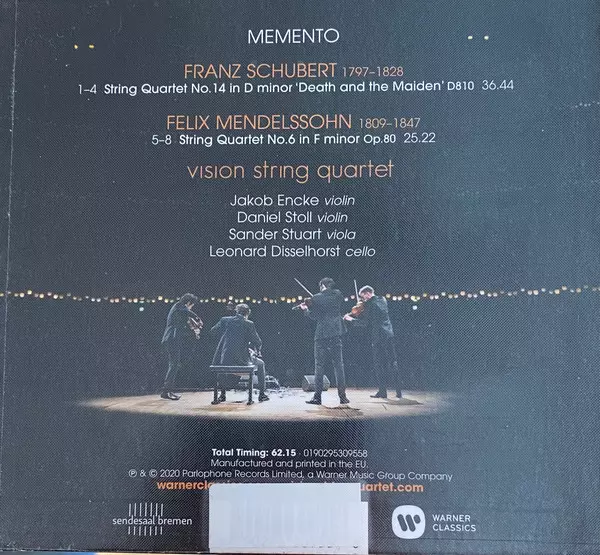 MEMENTO
FRANZ SCHUBERT 1797–1828
1–4 String Quartet No.14 in D minor 'Death and the Maiden' D810 36.44
FELIX MENDELSSOHN 1809–1847
5–8 String Quartet No.6 in F minor Op.80 25.22
vision string quartet
Jakob Encke violin
Daniel Stoll violin
Sander Stuart viola
Leonard Disselhorst cello
Total Timing: 62.15 · 0190295309558
Manufactured and printed in the EU.
℗ & © 2020 Parlophone Records Limited, a Warner Music Group Company
sendesaal bremen
WARNER
CLASSICS